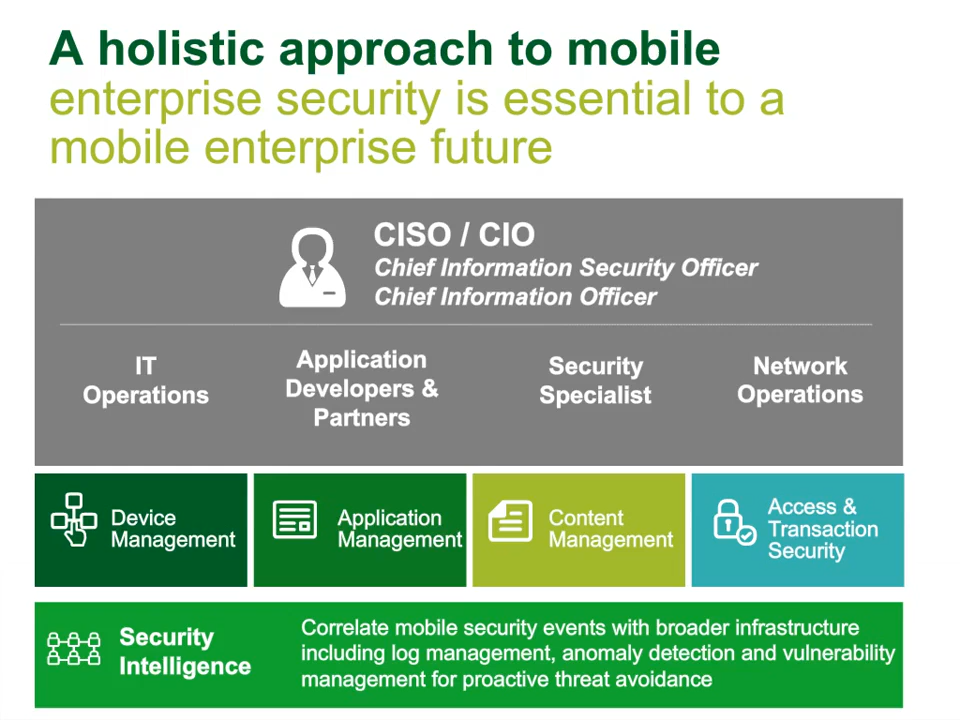 A holistic approach to mobile
enterprise security is essential to a
mobile enterprise future
CISO / CIO
Chief Information Security Officer
Chief Information Officer
IT
Operations
Application
Developers &
Partners
Security
Specialist
Network
Operations
Device
Management
Application
Management
Content
Management
Access &
Transaction
Security
Security
Intelligence
Correlate mobile security events with broader infrastructure
including log management, anomaly detection and vulnerability
management for proactive threat avoidance